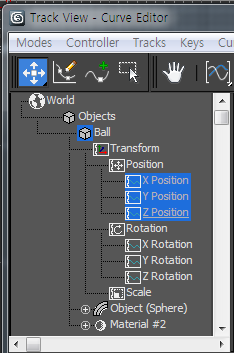 Track View - Curve Editor
Modes Controller Tracks Keys
World
Objects
Ball
Transform
Position
X Position
Y Position
Z Position
Rotation
X Rotation
Y Rotation
Z Rotation
Scale
Object (Sphere)
Material #2